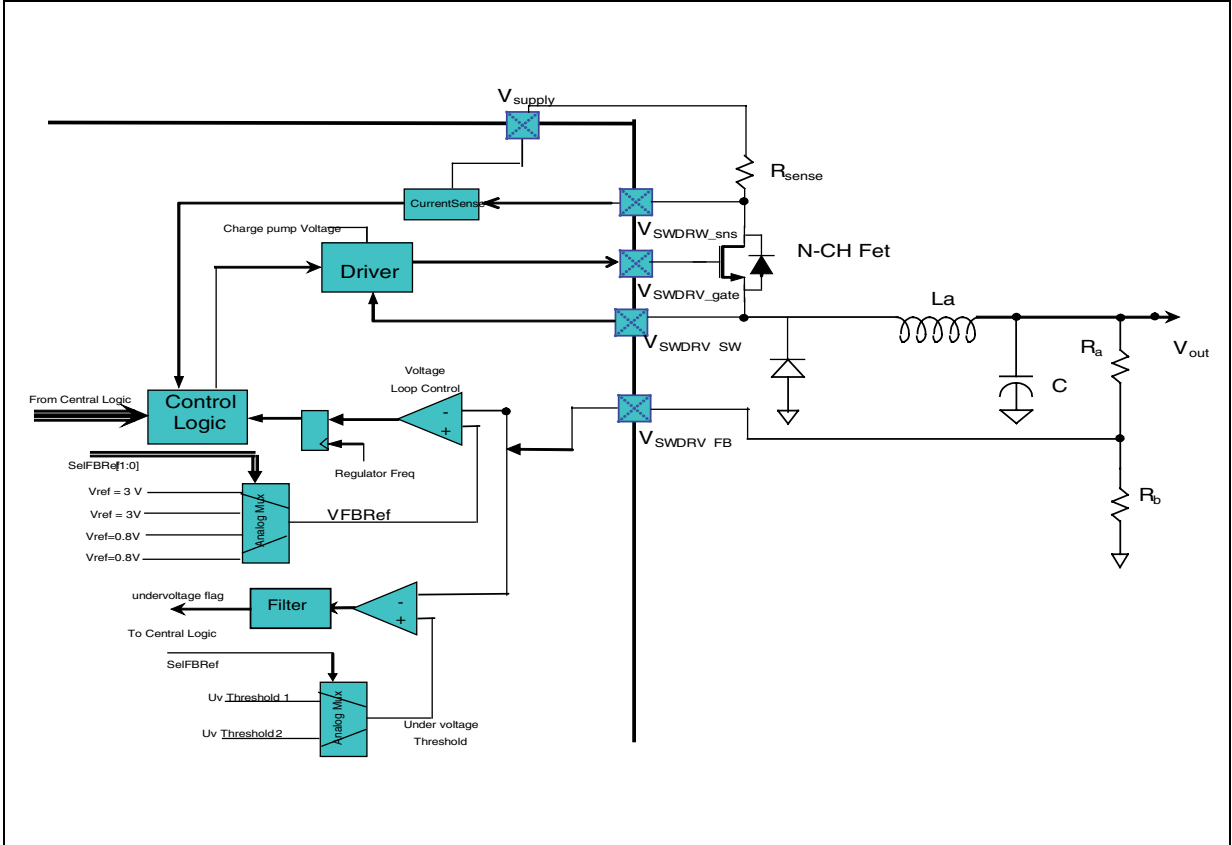 Vsupply
Rsense
CurrentSense
VSWDRW_sns
Charge pump Voltage
N-CH Fet
Driver
VSWDRV_gate
La
VSWDRV SW
Ra
Vout
Voltage
Loop Control
C
From Central Logic
Control
Logic
-
+
VSWDRV FB
SelFBRef[1:0]
Regulator Freq
Vref = 3 V
Vref = 3V
Vref=0.8V
Vref=0.8V
Analog Mux
VFBRef
Rb
undervoltage flag
Filter
-
+
To Central Logic
SelFBRef
Uv Threshold 1
Uv Threshold2
Analog Mux
Under voltage
Threshold